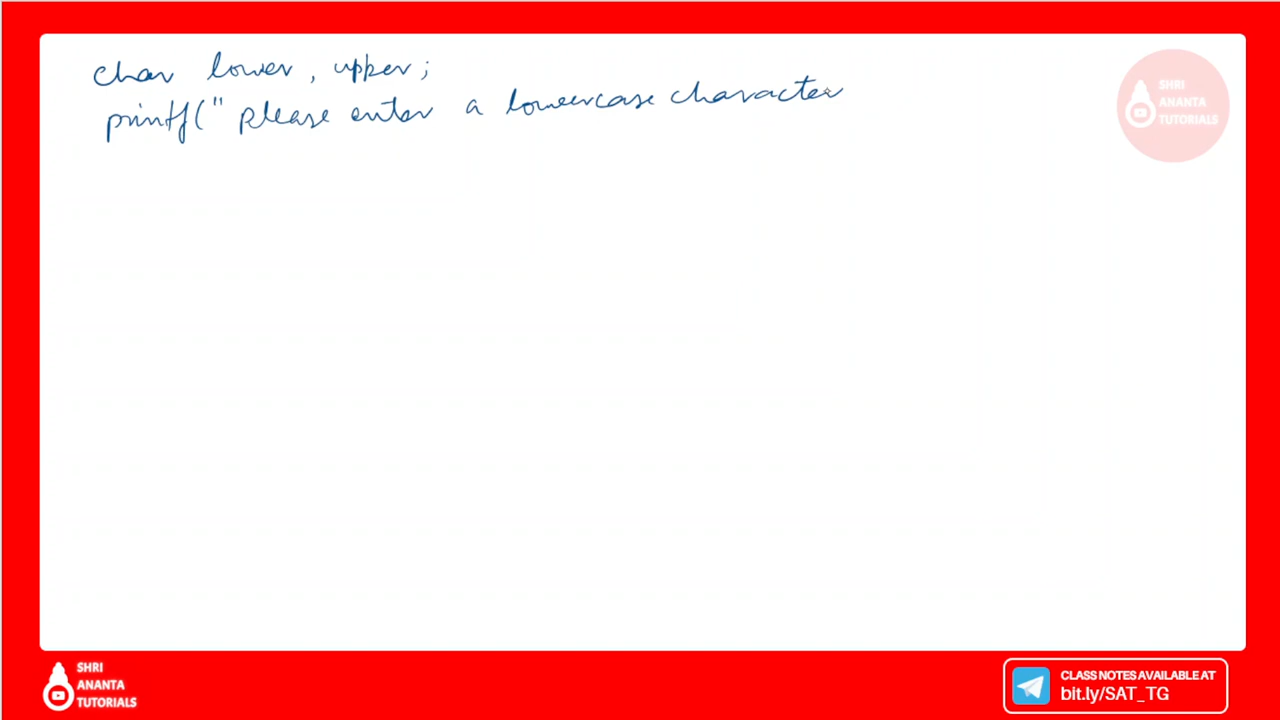 char lower, upper;
printf(" please enter a lowercase character
SHRI
ANANTA
TUTORIALS
SHRI
ANANTA
TUTORIALS
CLASS NOTES AVAILABLE AT
bit.ly/SAT_TG